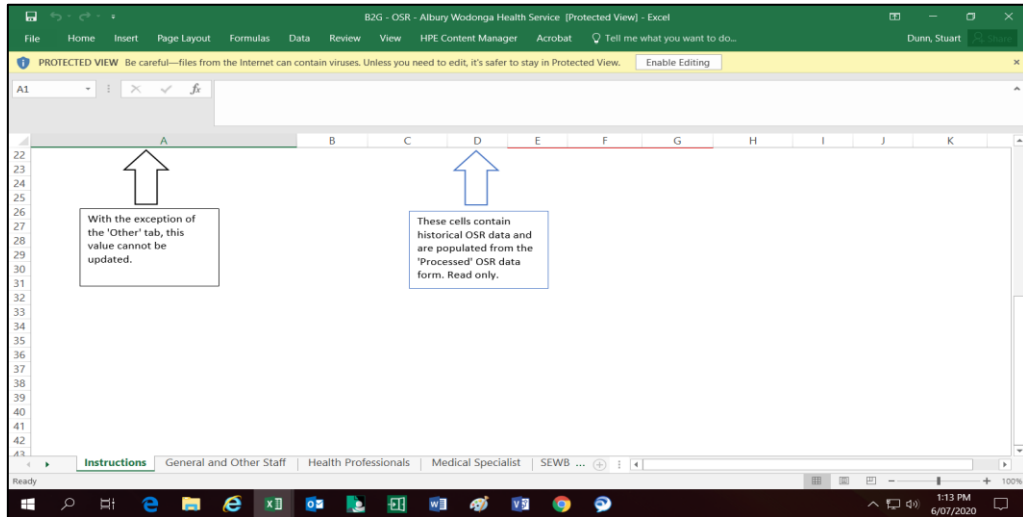 B2G - OSR - Albury Wodonga Health Service [Protected View] - Excel
File Home Insert Page Layout Formulas Data Review View HPE Content Manager Acrobat Tell me what you want to do... Dunn, Stuart Share
PROTECTED VIEW Be careful—files from the Internet can contain viruses. Unless you need to edit, it's safer to stay in Protected View. Enable Editing
A1 fx
A B C D E F G H I J K
22
23
24
25
26
27
28
29
30
31
32
33
34
35
36
37
38
39
40
41
42
43
With the exception of
the 'Other' tab, this
value cannot be
updated.
These cells contain
historical OSR data and
are populated from the
'Processed' OSR data
form. Read only.
Instructions General and Other Staff Health Professionals Medical Specialist SEWB ...
Ready 100%
1:13 PM
6/07/2020